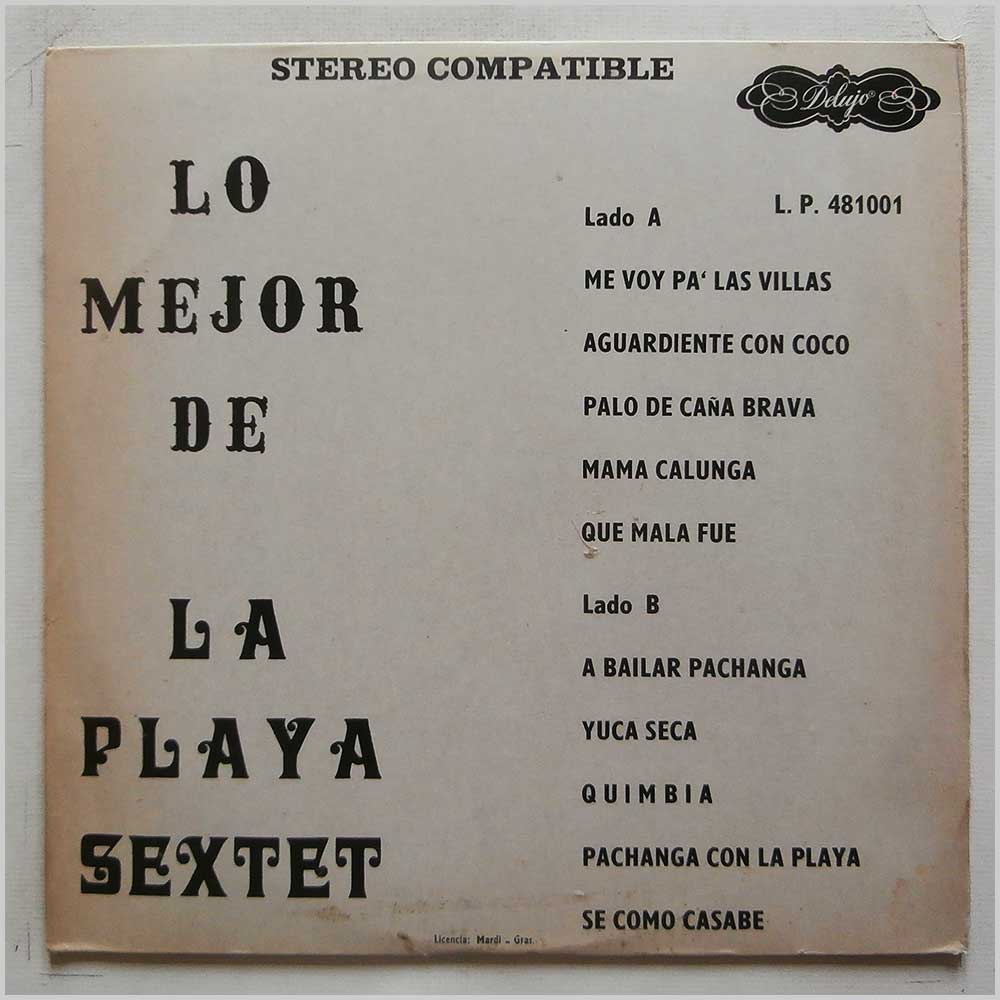 STEREO COMPATIBLE
Delujo®
LO
MEJOR
DE
LA
PLAYA
SEXTET
L. P. 481001
Lado A
ME VOY PA‘ LAS VILLAS
AGUARDIENTE CON COCO
PALO DE CAñA BRAVA
MAMA CALUNGA
QUE MALA FUE
Lado B
A BAILAR PACHANGA
YUCA SECA
QUIMBIA
PACHANGA CON LA PLAYA
SE COMO CASABE
Licencia: Mardi - Gras